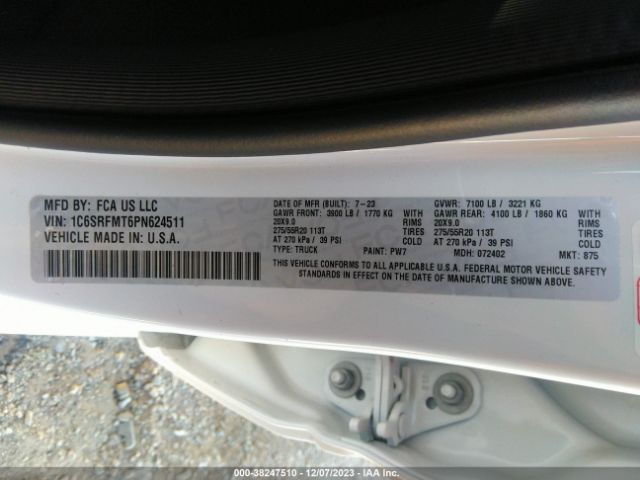 MFD BY: FCA US LLC
VIN: 1C6SRFMT6PN624511
VEHICLE MADE IN: U.S.A.
DATE OF MFR (BUILT): 7-23
GAWR FRONT: 3900 LB / 1770 KG WITH
20X9.0 RIMS
275/55R20 113T TIRES
AT 270 kPa / 39 PSI COLD
TYPE: TRUCK PAINT: PW7
GVWR: 7100 LB / 3221 KG
GAWR REAR: 4100 LB / 1860 KG WITH
20X9.0 RIMS
275/55R20 113T TIRES
AT 270 kPa / 39 PSI COLD
MDH: 072402 MKT: 875
THIS VEHICLE CONFORMS TO ALL APPLICABLE U.S.A. FEDERAL MOTOR VEHICLE SAFETY
STANDARDS IN EFFECT ON THE DATE OF MANUFACTURE SHOWN ABOVE.
000-38247510 - 12/07/2023 - IAA Inc.